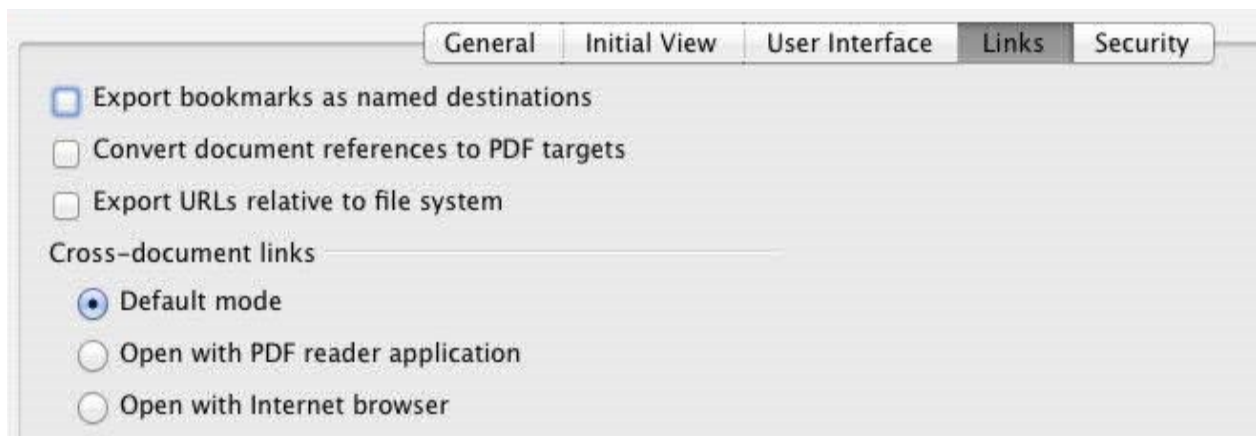 General Initial View User Interface Links Security
Export bookmarks as named destinations
Convert document references to PDF targets
Export URLs relative to file system
Cross-document links
Default mode
Open with PDF reader application
Open with Internet browser